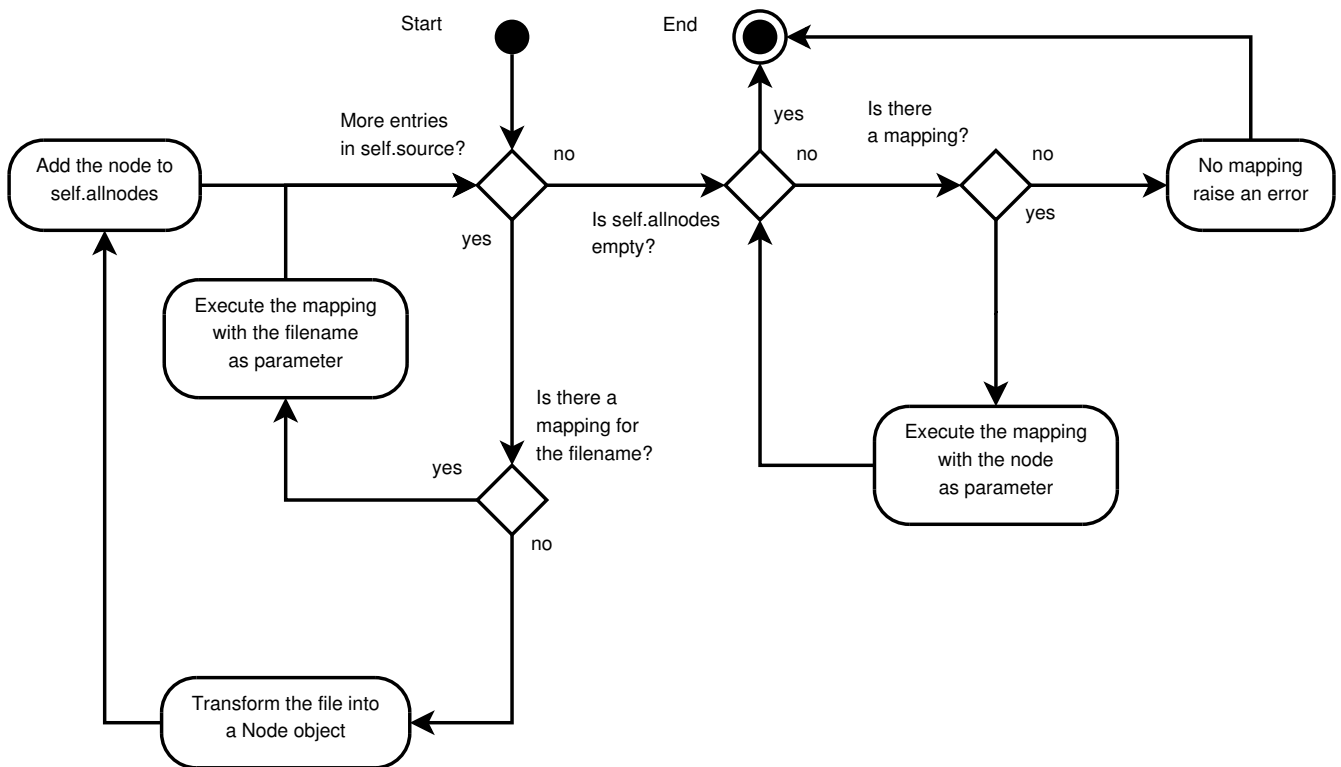 Start
End
More entries
in self.source?
no
yes
Is there
a mapping?
yes
no
no
Add the node to
self.allnodes
No mapping
raise an error
Is self.allnodes
empty?
yes
Execute the mapping
with the filename
as parameter
Is there a
mapping for
the filename?
yes
no
Execute the mapping
with the node
as parameter
Transform the file into
a Node object